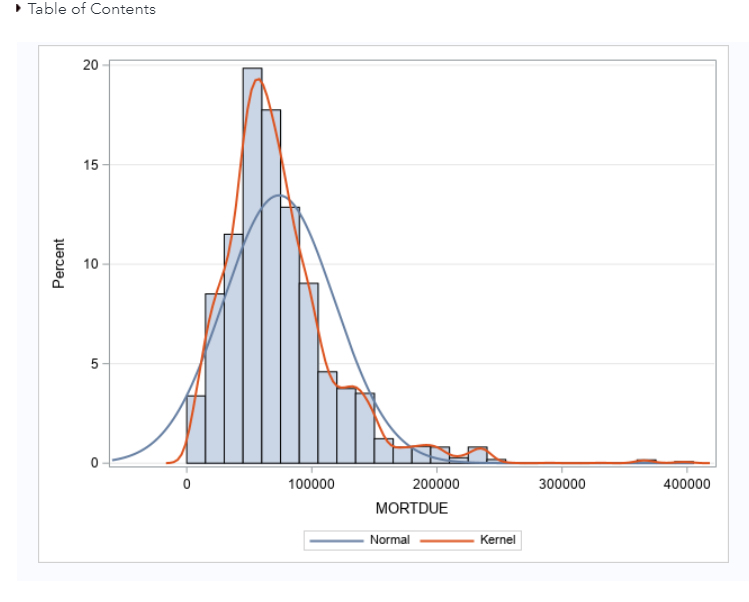 Table of Contents
20
15
10
5
0
Percent
0 100000 200000 300000 400000
MORTDUE
Normal Kernel